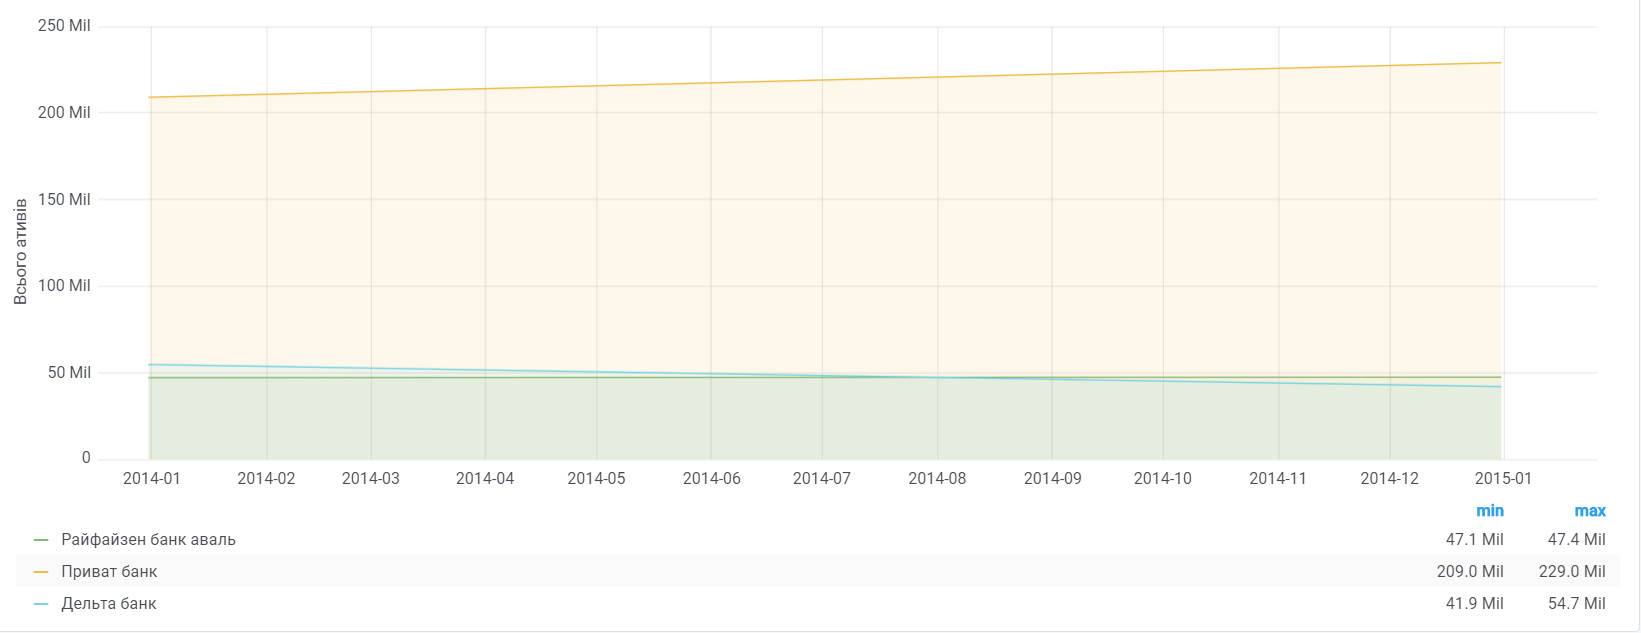 250 Mil
200 Mil
150 Mil
100 Mil
50 Mil
0
Всього ативів
2014-01 2014-02 2014-03 2014-04 2014-05 2014-06 2014-07 2014-08 2014-09 2014-10 2014-11 2014-12 2015-01
min max
Райфайзен банк аваль 47.1 Mil 47.4 Mil
Приват банк 209.0 Mil 229.0 Mil
Дельта банк 41.9 Mil 54.7 Mil